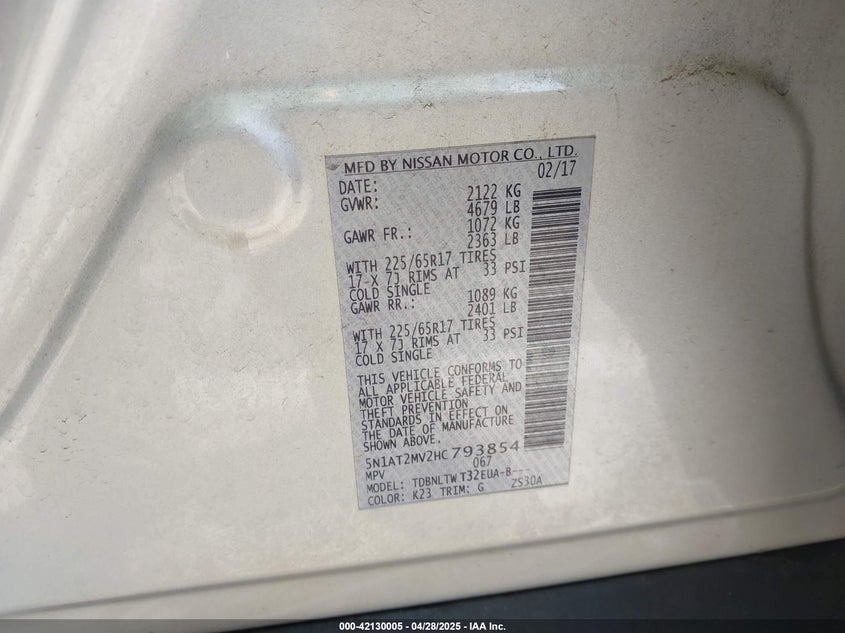 MFD BY NISSAN MOTOR CO., LTD.
DATE: 02/17
GVWR: 2122 KG
4679 LB
GAWR FR.: 1072 KG
2363 LB
WITH 225/65R17 TIRES
17 X 7J RIMS AT 33 PSI
COLD SINGLE
GAWR RR.: 1089 KG
2401 LB
WITH 225/65R17 TIRES
17 X 7J RIMS AT 33 PSI
COLD SINGLE
THIS VEHICLE CONFORMS TO
ALL APPLICABLE FEDERAL
MOTOR VEHICLE SAFETY AND
THEFT PREVENTION
STANDARDS IN EFFECT ON
THE DATE OF MANUFACTURE
SHOWN ABOVE.
5N1AT2MV2HC793854
MPV 067
MODEL: TDBNLTW T32EUA-B---
COLOR: K23 TRIM: G ZS30A
000-42130005 - 04/28/2025 - IAA Inc.